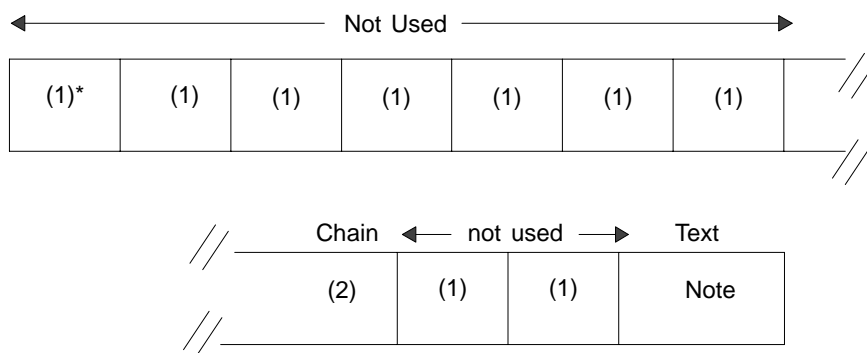 Not Used
(1)* (1) (1) (1) (1) (1) (1)
Chain not used Text
(2) (1) (1) Note